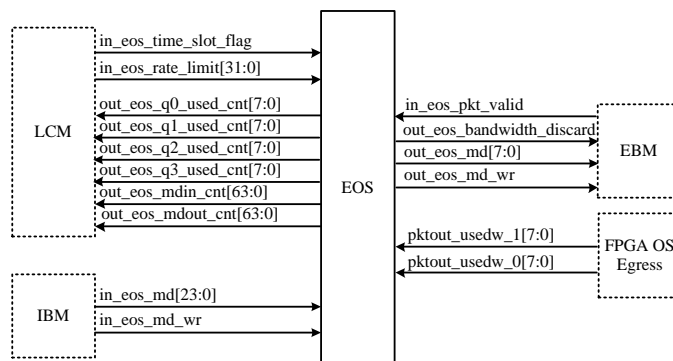 in_eos_time_slot_flag
in_eos_rate_limit[31:0]
out_eos_q0_used_cnt[7:0]
out_eos_q1_used_cnt[7:0]
out_eos_q2_used_cnt[7:0]
out_eos_q3_used_cnt[7:0]
out_eos_mdin_cnt[63:0]
out_eos_mdout_cnt[63:0]
LCM
in_eos_md[23:0]
in_eos_md_wr
IBM
EOS
in_eos_pkt_valid
out_eos_bandwidth_discard
out_eos_md[7:0]
out_eos_md_wr
EBM
pktout_usedw_1[7:0]
pktout_usedw_0[7:0]
FPGA OS
Egress